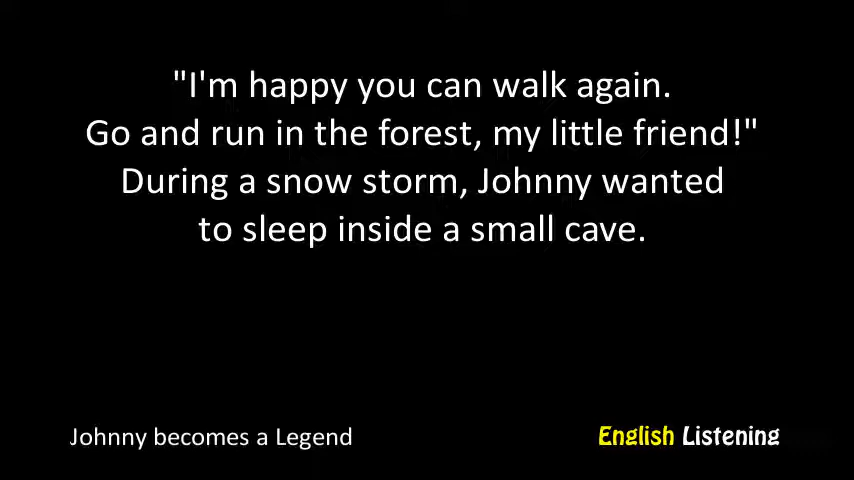 "I'm happy you can walk again.
Go and run in the forest, my little friend!"
During a snow storm, Johnny wanted
to sleep inside a small cave.
Johnny becomes a Legend
English Listening